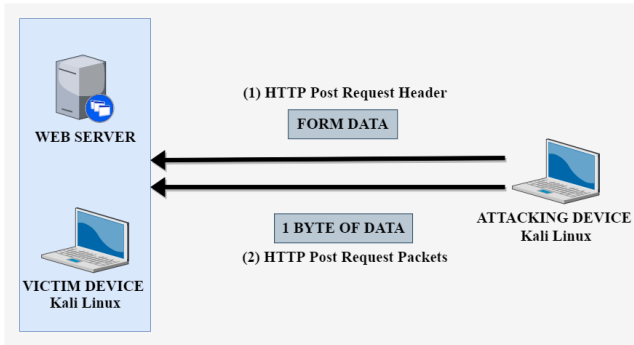 (1) HTTP Post Request Header
FORM DATA
WEB SERVER
1 BYTE OF DATA
(2) HTTP Post Request Packets
ATTACKING DEVICE
Kali Linux
VICTIM DEVICE
Kali Linux